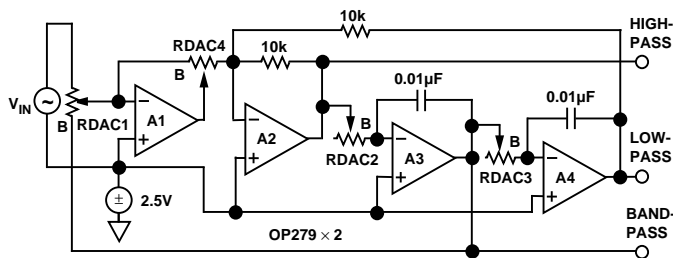 10k
HIGH-
PASS
RDAC4
10k
B
0.01µF
0.01µF
VIN
~
B
RDAC1
A1
A2
B
RDAC2
A3
B
RDAC3
A4
LOW-
PASS
±
2.5V
OP279 × 2
BAND-
PASS
−
+
−
+
−
+
−
+